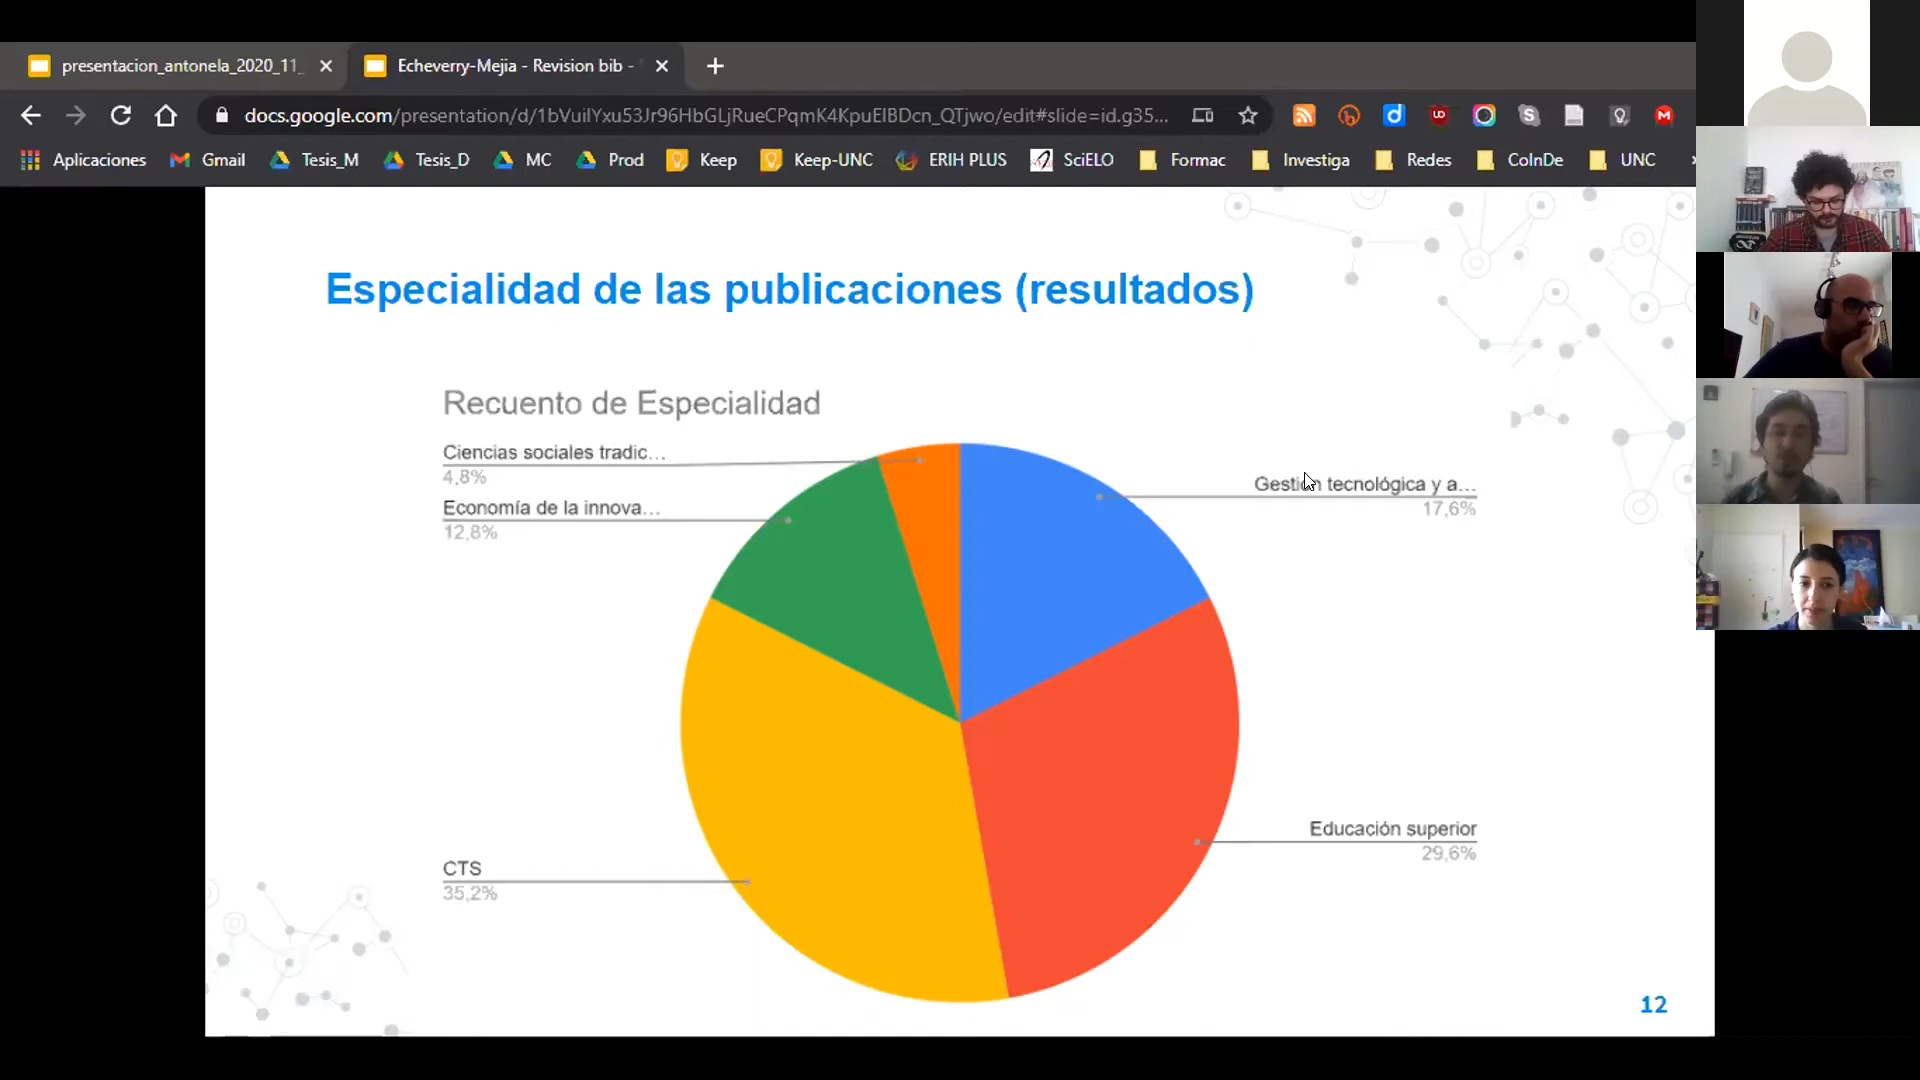 presentacion_antonela_2020_11_
Echeverry-Mejia - Revision bib -
docs.google.com/presentation/d/1bVuilYxu53Jr96HbGLjRueCPqmK4KpuElBDcn_QTjwo/edit#slide=id.g35...
Aplicaciones Gmail Tesis_M Tesis_D MC Prod Keep Keep-UNC ERIH PLUS SciELO Formac Investiga Redes CoInDe UNC
Especialidad de las publicaciones (resultados)
Recuento de Especialidad
Ciencias sociales tradic...
4,8%
Economía de la innova...
12,8%
Gestión tecnológica y a...
17,6%
Educación superior
29,6%
CTS
35,2%
12